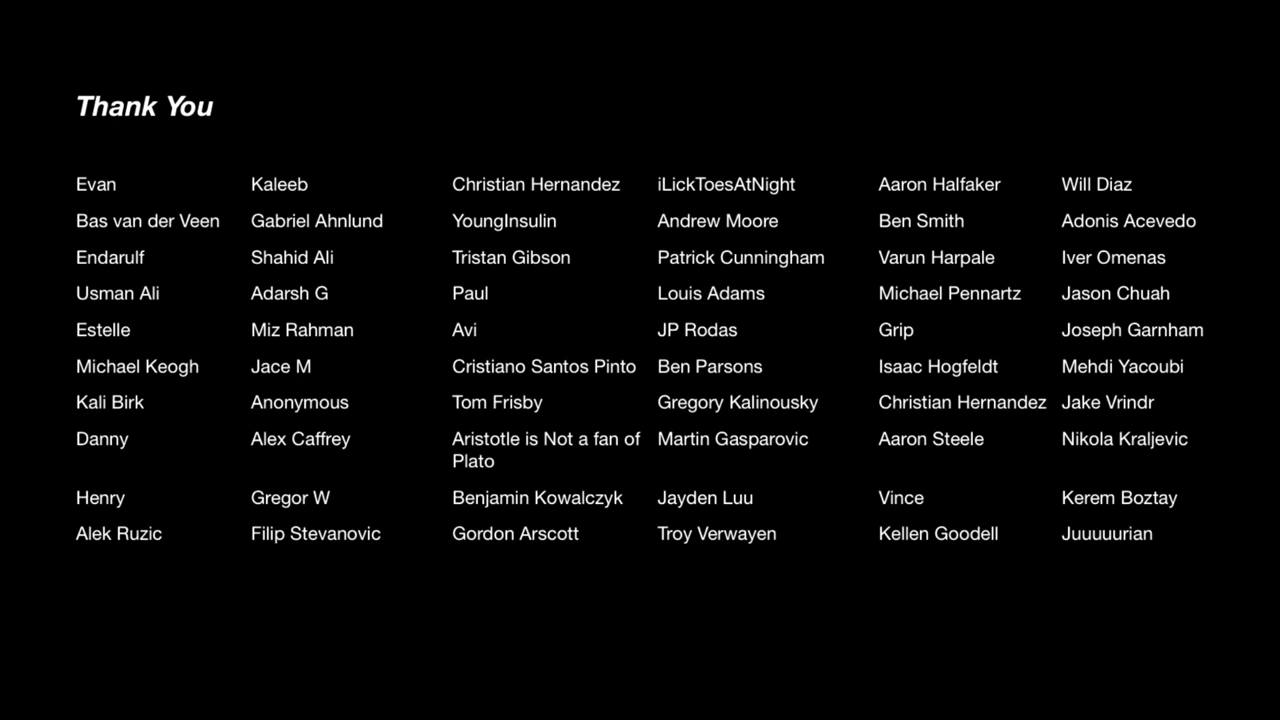 Thank You
Evan Kaleeb Christian Hernandez iLickToesAtNight Aaron Halfaker Will Diaz
Bas van der Veen Gabriel Ahnlund YoungInsulin Andrew Moore Ben Smith Adonis Acevedo
Endarulf Shahid Ali Tristan Gibson Patrick Cunningham Varun Harpale Iver Omenas
Usman Ali Adarsh G Paul Louis Adams Michael Pennartz Jason Chuah
Estelle Miz Rahman Avi JP Rodas Grip Joseph Garnham
Michael Keogh Jace M Cristiano Santos Pinto Ben Parsons Isaac Hogfeldt Mehdi Yacoubi
Kali Birk Anonymous Tom Frisby Gregory Kalinousky Christian Hernandez Jake Vrindr
Danny Alex Caffrey Aristotle is Not a fan of Martin Gasparovic Aaron Steele Nikola Kraljevic
Plato
Henry Gregor W Benjamin Kowalczyk Jayden Luu Vince Kerem Boztay
Alek Ruzic Filip Stevanovic Gordon Arscott Troy Verwayen Kellen Goodell Juuuuurian